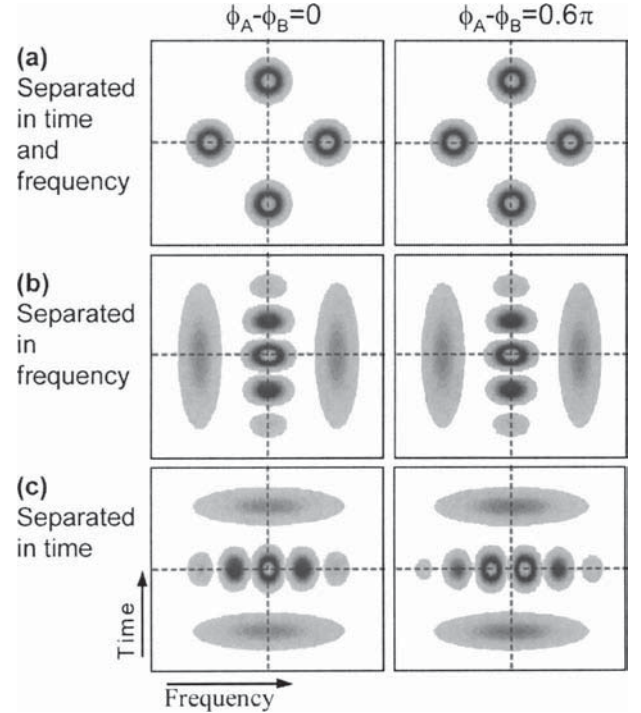 ϕA-ϕB=0
ϕA-ϕB=0.6π
(a)
Separated
in time
and
frequency
(b)
Separated
in
frequency
(c)
Separated
in time
Time
Frequency